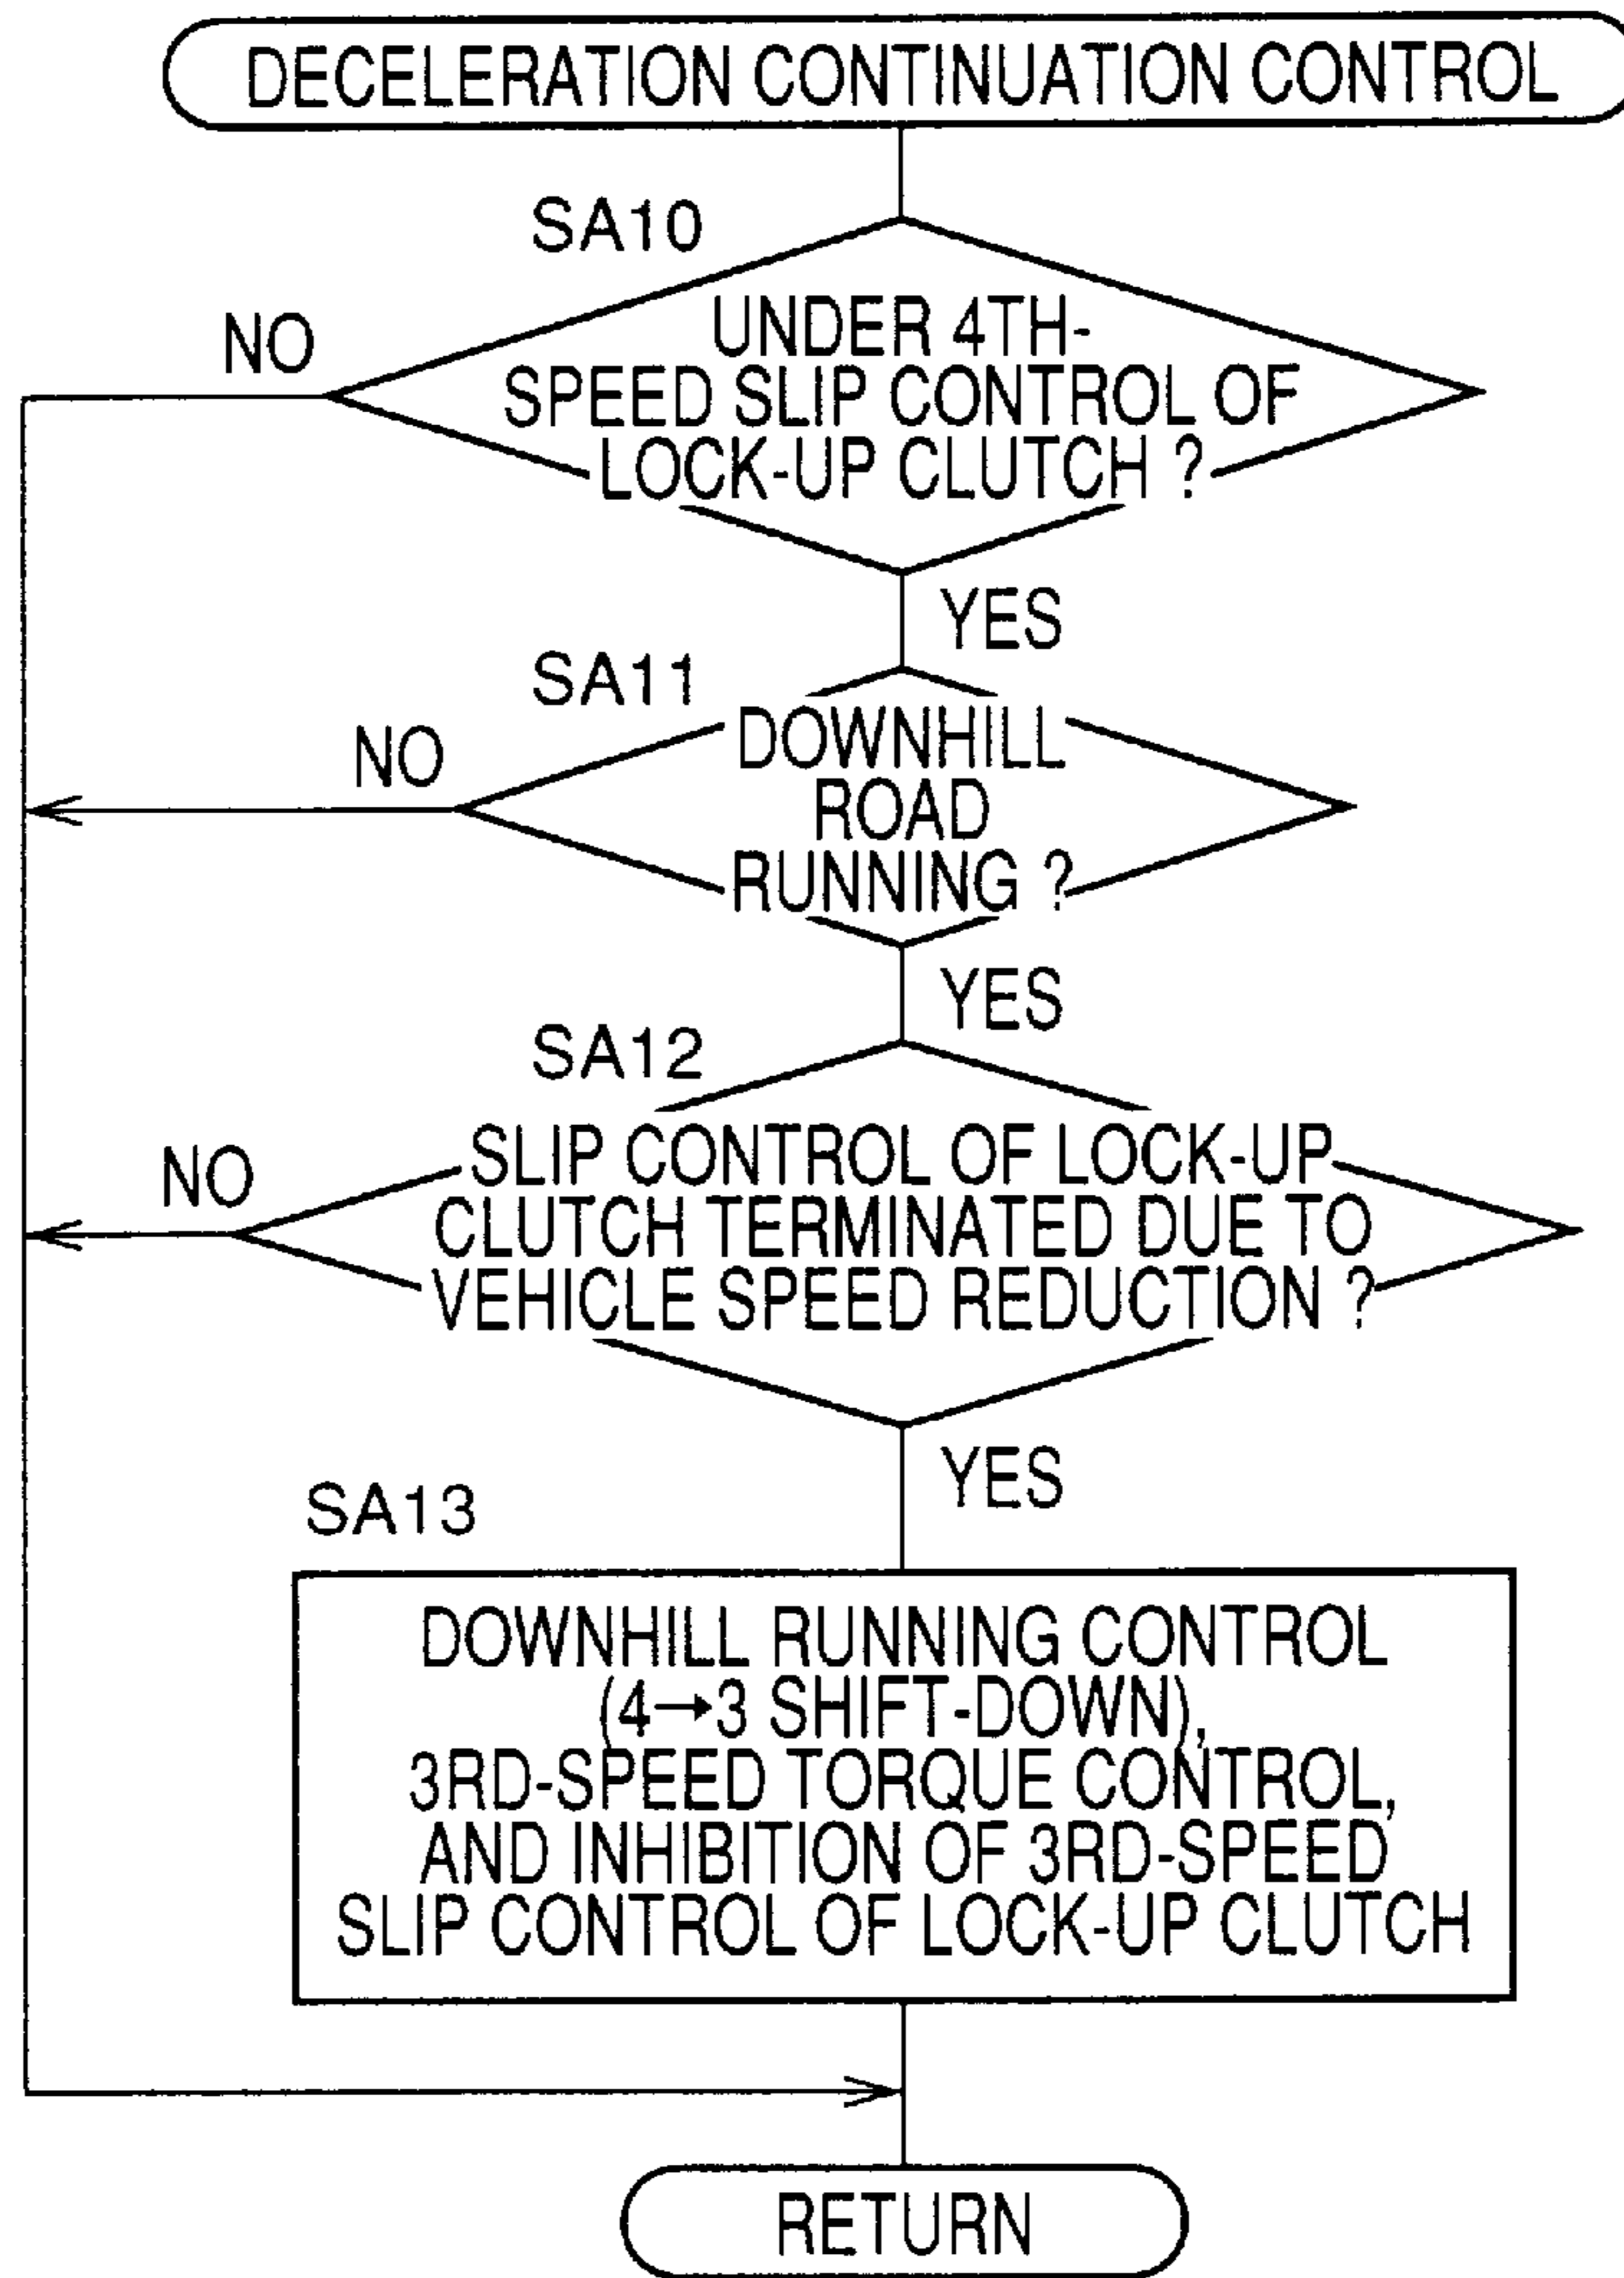 DECELERATION CONTINUATION CONTROL
SA10
NO
UNDER 4TH-
SPEED SLIP CONTROL OF
LOCK-UP CLUTCH ?
YES
SA11
NO
DOWNHILL
ROAD
RUNNING ?
YES
SA12
NO
SLIP CONTROL OF LOCK-UP
CLUTCH TERMINATED DUE TO
VEHICLE SPEED REDUCTION ?
YES
SA13
DOWNHILL RUNNING CONTROL
(4→3 SHIFT-DOWN),
3RD-SPEED TORQUE CONTROL,
AND INHIBITION OF 3RD-SPEED
SLIP CONTROL OF LOCK-UP CLUTCH
RETURN